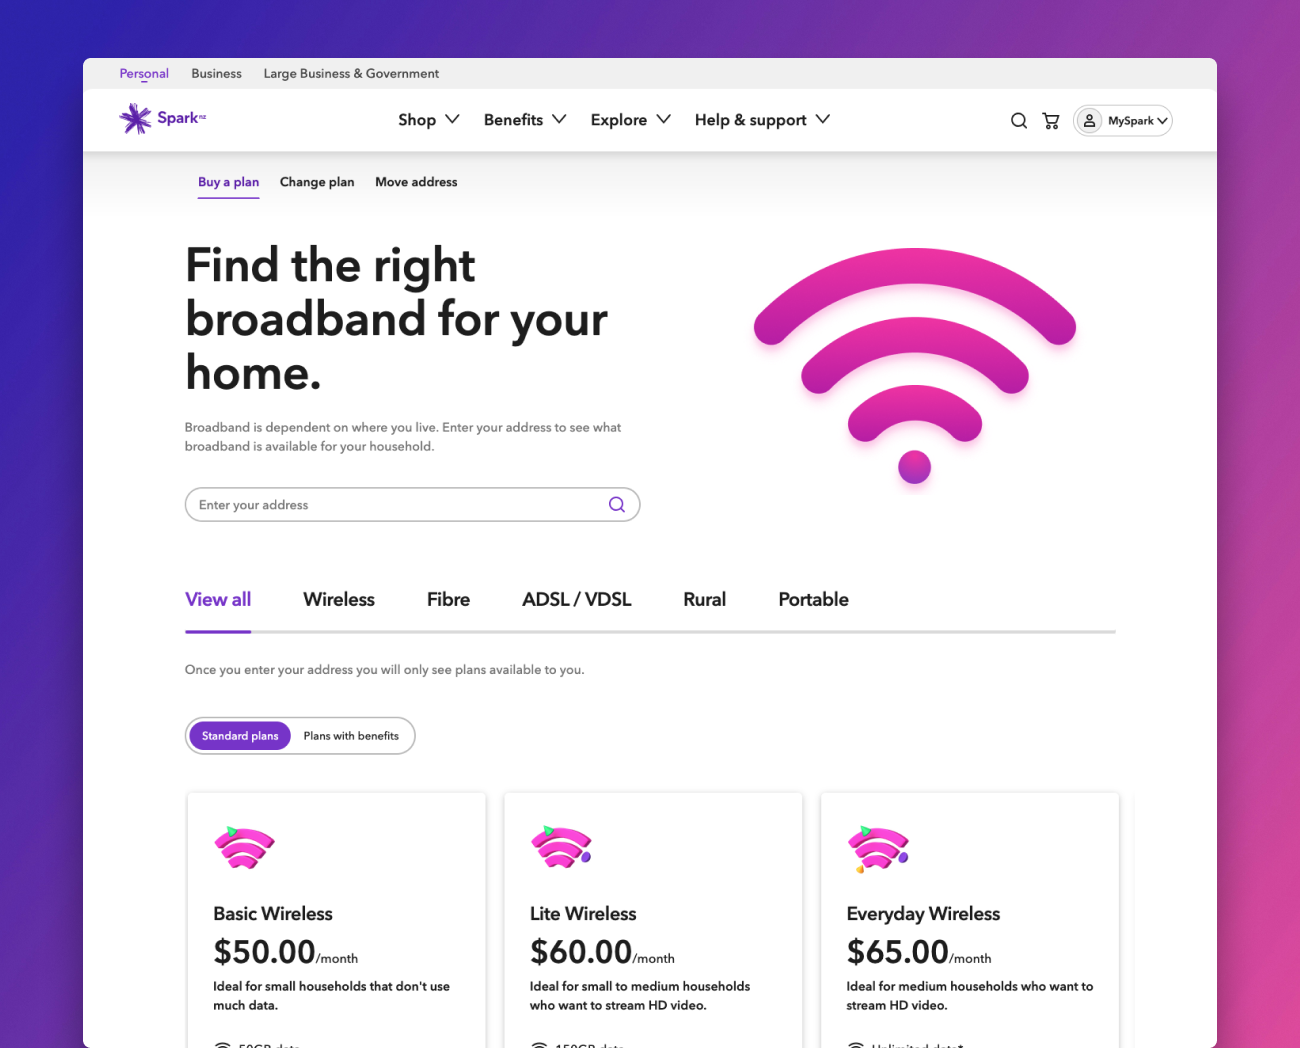 Personal Business Large Business & Government
Spark NZ Shop Benefits Explore Help & support MySpark
Buy a plan Change plan Move address
Find the right
broadband for your
home.
Broadband is dependent on where you live. Enter your address to see what
broadband is available for your household.
Enter your address
View all Wireless Fibre ADSL / VDSL Rural Portable
Once you enter your address you will only see plans available to you.
Standard plans Plans with benefits
Basic Wireless Lite Wireless Everyday Wireless
$50.00/month $60.00/month $65.00/month
Ideal for small households that don't use Ideal for small to medium households Ideal for medium households who want to
much data. who want to stream HD video. stream HD video.
50GB data 150GB data Unlimited data*